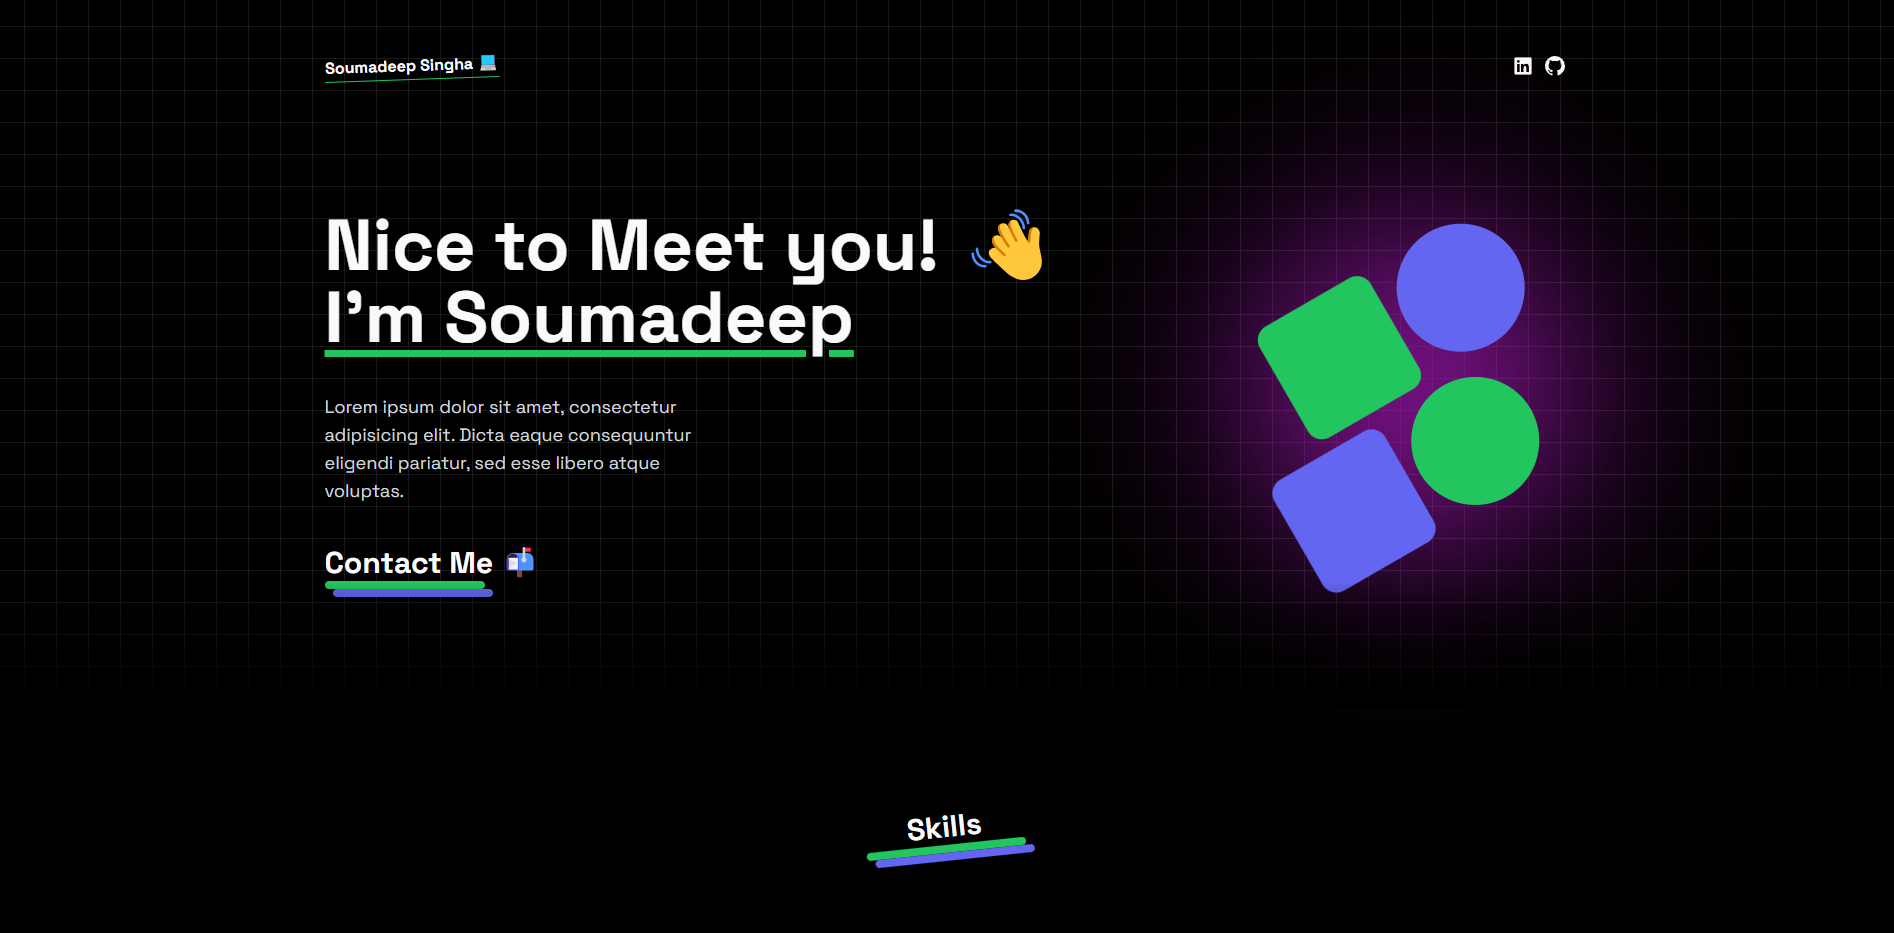 Soumadeep Singha
Nice to Meet you!
I'm Soumadeep
Lorem ipsum dolor sit amet, consectetur
adipisicing elit. Dicta eaque consequuntur
eligendi pariatur, sed esse libero atque
voluptas.
Contact Me
Skills